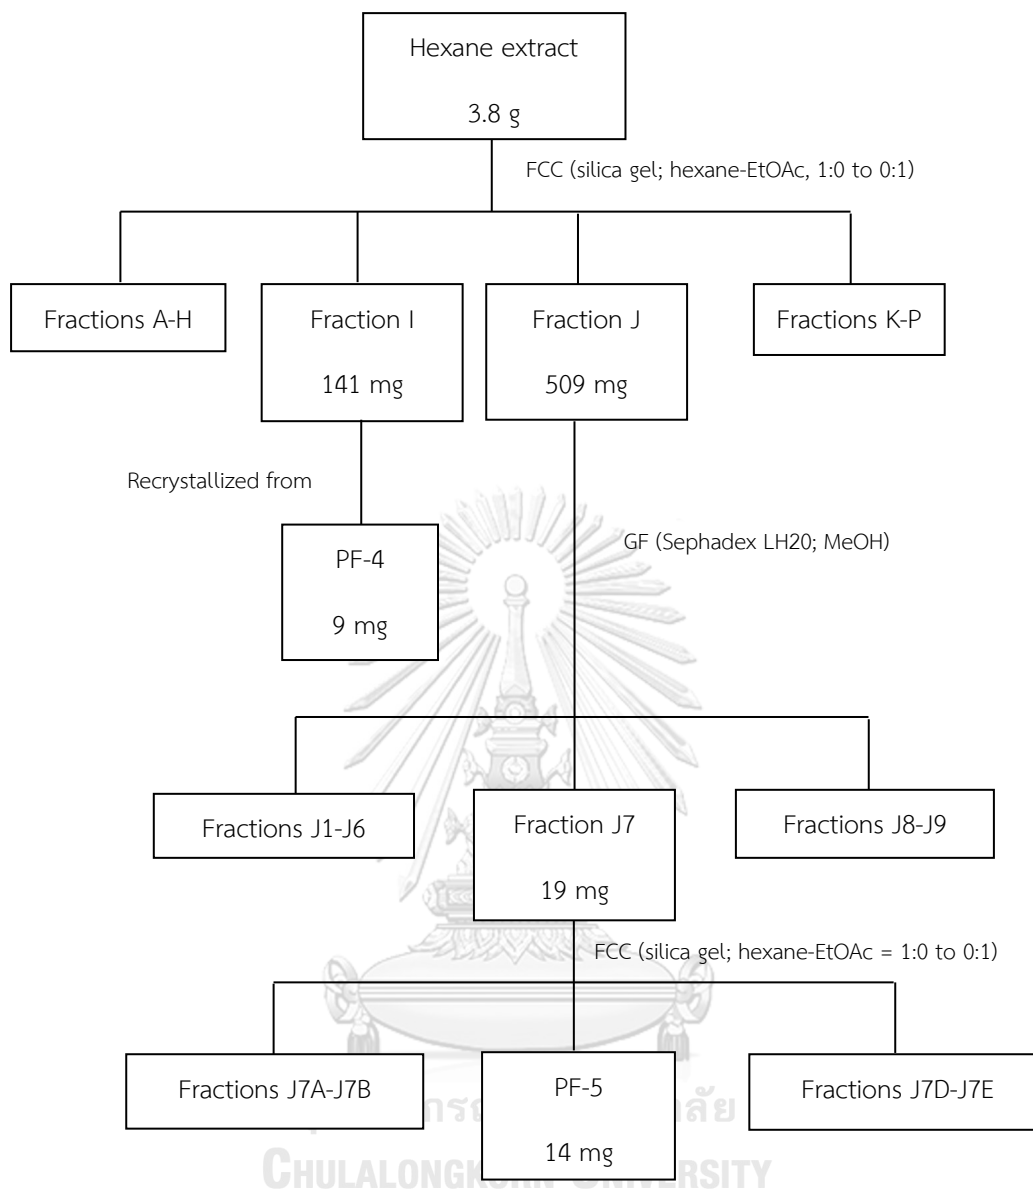 Hexane extract
3.8 g
FCC (silica gel; hexane-EtOAc, 1:0 to 0:1)
Fractions A-H
Fraction I
141 mg
Fraction J
509 mg
Fractions K-P
Recrystallized from
PF-4
9 mg
GF (Sephadex LH20; MeOH)
Fractions J1-J6
Fraction J7
19 mg
Fractions J8-J9
FCC (silica gel; hexane-EtOAc = 1:0 to 0:1)
Fractions J7A-J7B
PF-5
14 mg
Fractions J7D-J7E